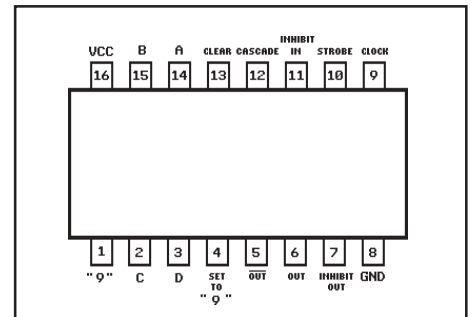 INHIBIT
VCC B A CLEAR CASCADE IN STROBE CLOCK
16 15 14 13 12 11 10 9
1 2 3 4 5 6 7 8
"9" C D SET O̅U̅T̅ OUT INHIBIT GND
TO OUT
"9"